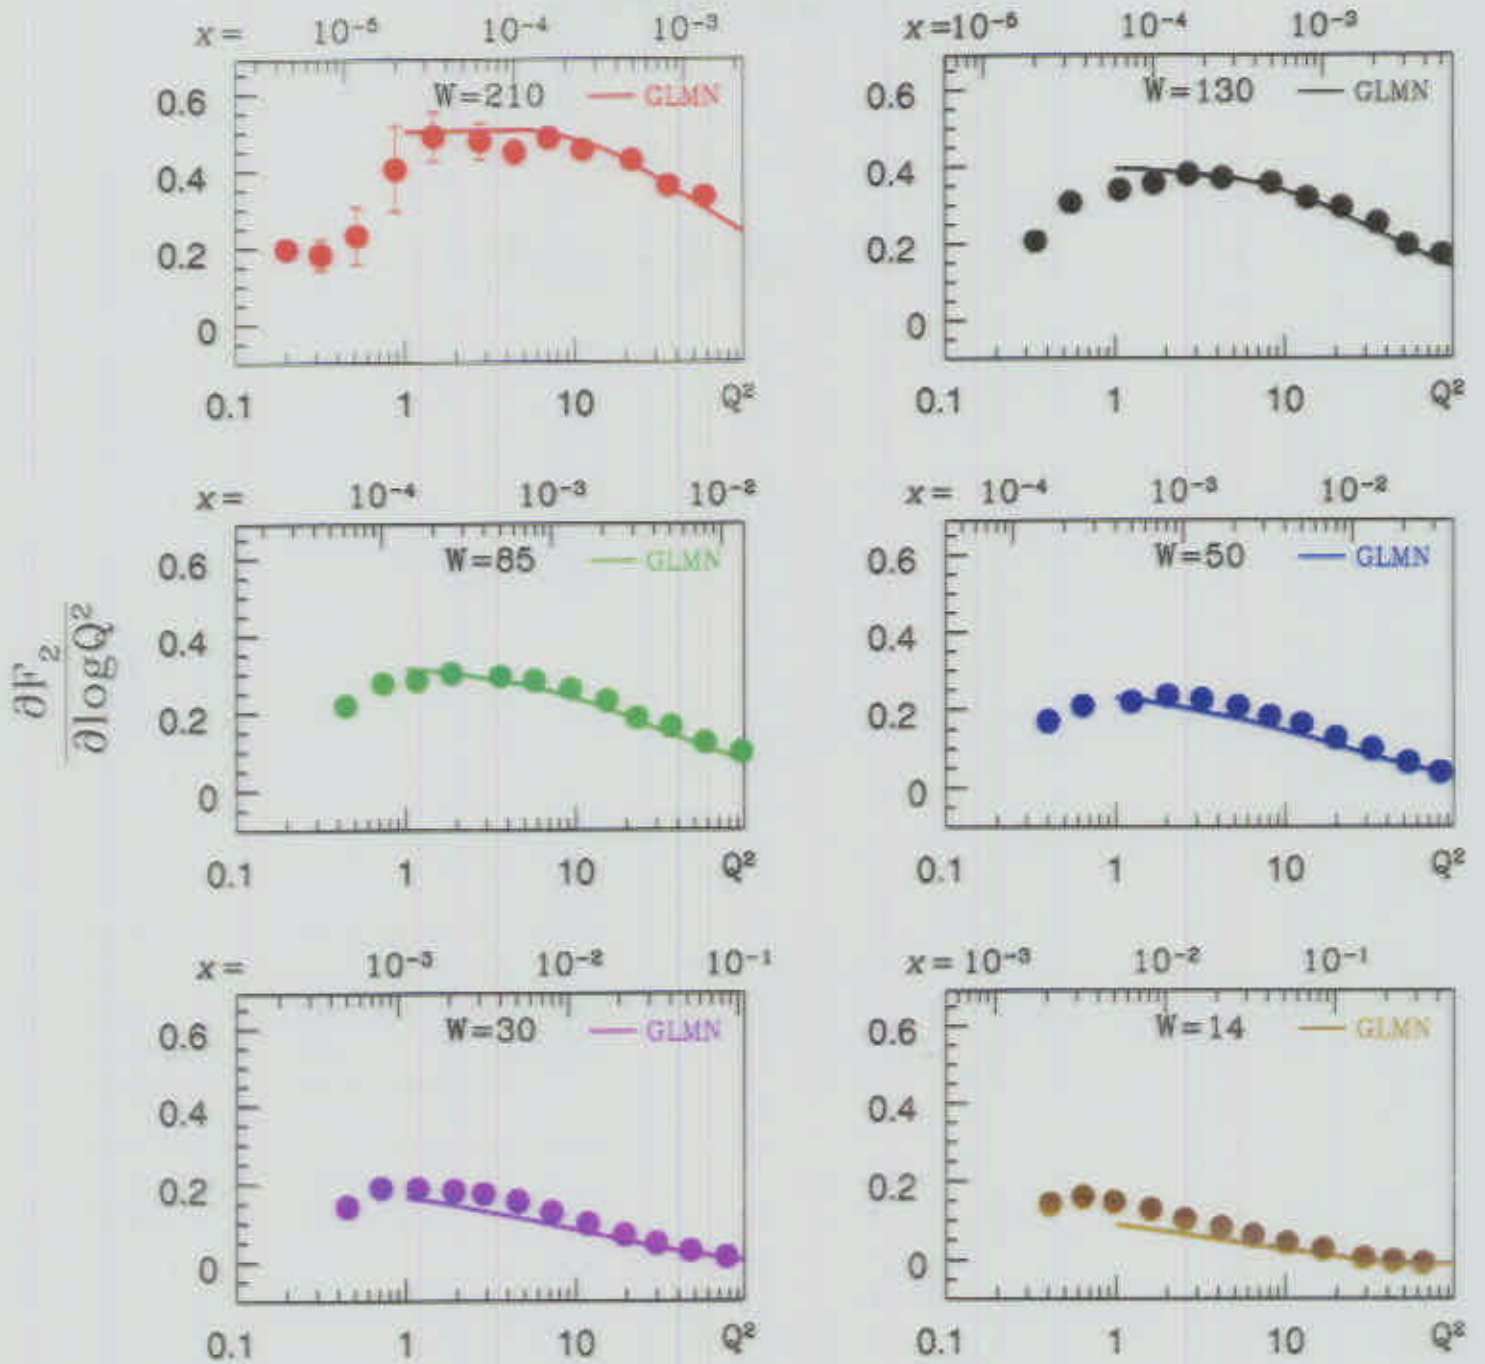 x = 10⁻⁵ 10⁻⁴ 10⁻³
W=210 GLMN
0.6
0.4
0.2
0
0.1 1 10 Q²
x = 10⁻⁵ 10⁻⁴ 10⁻³
W=130 GLMN
0.6
0.4
0.2
0
0.1 1 10 Q²
∂F₂
∂logQ²
x = 10⁻⁴ 10⁻³ 10⁻²
W=85 GLMN
0.6
0.4
0.2
0
0.1 1 10 Q²
x = 10⁻⁴ 10⁻³ 10⁻²
W=50 GLMN
0.6
0.4
0.2
0
0.1 1 10 Q²
x = 10⁻³ 10⁻² 10⁻¹
W=30 GLMN
0.6
0.4
0.2
0
0.1 1 10 Q²
x = 10⁻³ 10⁻² 10⁻¹
W=14 GLMN
0.6
0.4
0.2
0
0.1 1 10 Q²